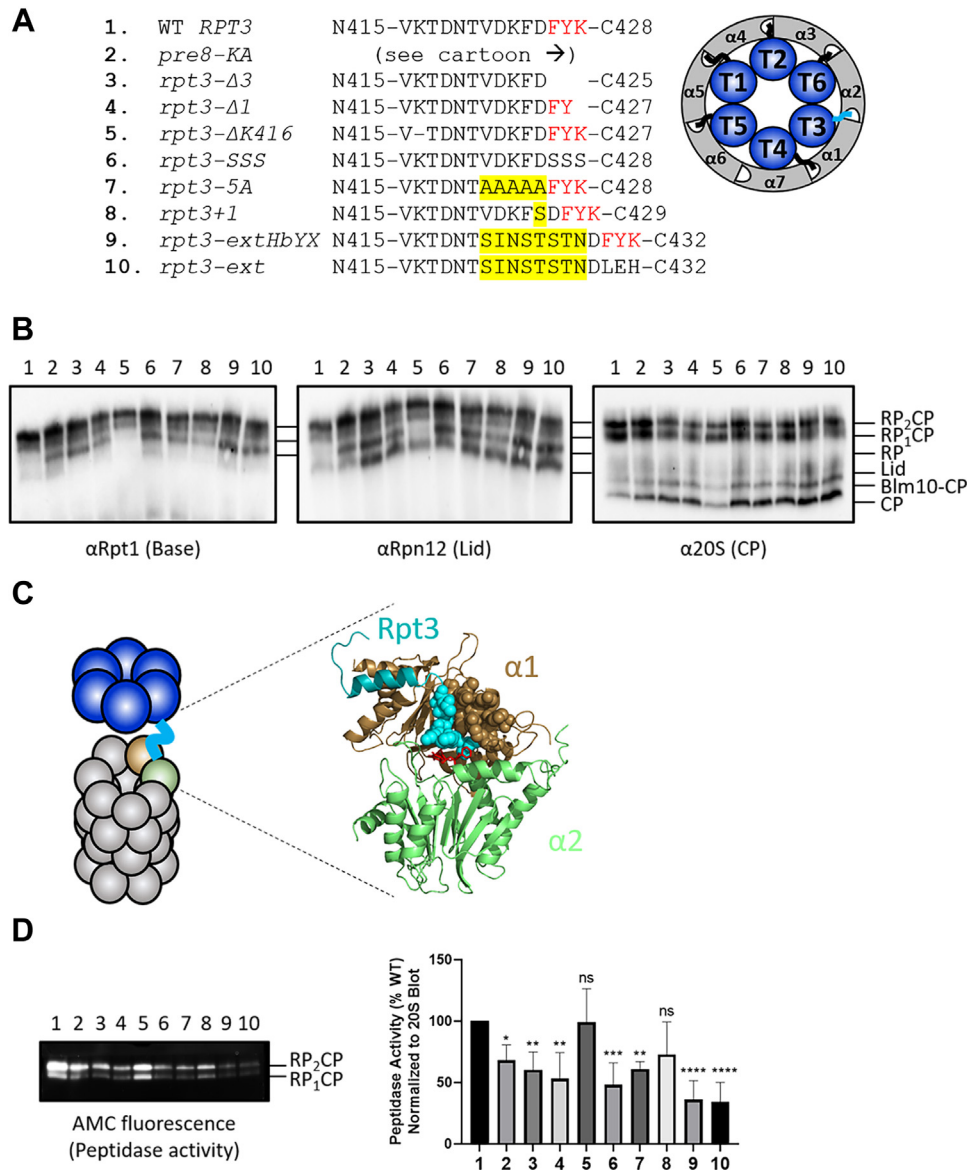 A
1. WT RPT3 N415-VKTDNTVDKFDFYK-C428
2. pre8-KA (see cartoon →)
3. rpt3-Δ3 N415-VKTDNTVDKFD -C425
4. rpt3-Δ1 N415-VKTDNTVDKFDFY -C427
5. rpt3-ΔK416 N415-V-TDNTVDKFDFYK-C427
6. rpt3-SSS N415-VKTDNTVDKFDSSS-C428
7. rpt3-5A N415-VKTDNTAAAAAFYK-C428
8. rpt3+1 N415-VKTDNTVDKFSDFYK-C429
9. rpt3-extHbYX N415-VKTDNTSINSTSTNDFYK-C432
10. rpt3-ext N415-VKTDNTSINSTSTNDLEH-C432
α4 α3
T2
T1 T6
α5 α2
T5 T3
T4
α6 α1
α7
B
1 2 3 4 5 6 7 8 9 10
1 2 3 4 5 6 7 8 9 10
1 2 3 4 5 6 7 8 9 10
RP2CP
RP1CP
RP
Lid
Blm10-CP
CP
αRpt1 (Base)
αRpn12 (Lid)
α20S (CP)
C
Rpt3
α1
α2
D
1 2 3 4 5 6 7 8 9 10
RP2CP
RP1CP
AMC fluorescence
(Peptidase activity)
Peptidase Activity (% WT)
Normalized to 20S Blot
150
100
50
0
* ** ** ns *** ** ns **** ****
1 2 3 4 5 6 7 8 9 10